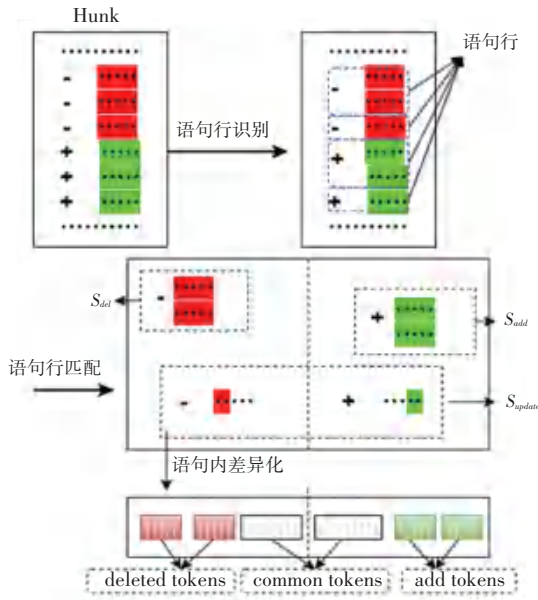 Hunk
语句行
-
-
-
+
+
+
语句行识别
-
-
+
+
S_del
-
+
S_add
语句行匹配
-
+
S_update
语句内差异化
deleted tokens
common tokens
add tokens